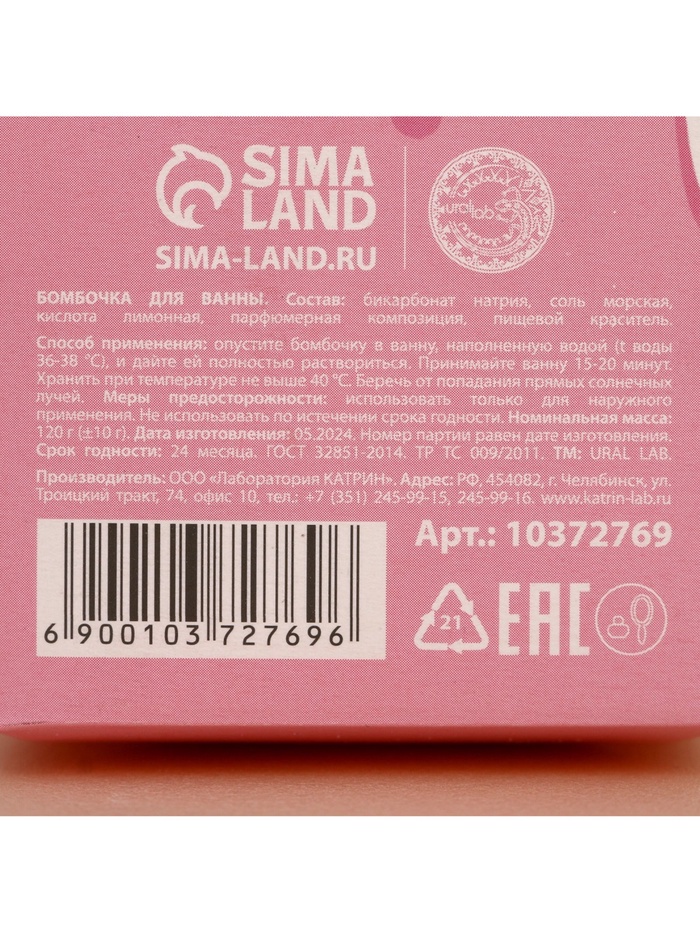 SIMA
LAND
SIMA-LAND.RU
ural lab
БОМБОЧКА ДЛЯ ВАННЫ. Состав: бикарбонат натрия, соль морская,
кислота лимонная, парфюмерная композиция, пищевой краситель.
Способ применения: опустите бомбочку в ванну, наполненную водой (t воды
36-38 °C), и дайте ей полностью раствориться. Принимайте ванну 15-20 минут.
Хранить при температуре не выше 40 °C. Беречь от попадания прямых солнечных
лучей. Меры предосторожности: использовать только для наружного
применения. Не использовать по истечении срока годности. Номинальная масса:
120 г (±10 г). Дата изготовления: 05.2024. Номер партии равен дате изготовления.
Срок годности: 24 месяца. ГОСТ 32851-2014. ТР ТС 009/2011. ТМ: URAL LAB.
Производитель: ООО «Лаборатория КАТРИН». Адрес: РФ, 454082, г. Челябинск, ул.
Троицкий тракт, 74, офис 10, тел.: +7 (351) 245-99-15, 245-99-16. www.katrin-lab.ru
Арт.: 10372769
6 900103 727696
21
EAC